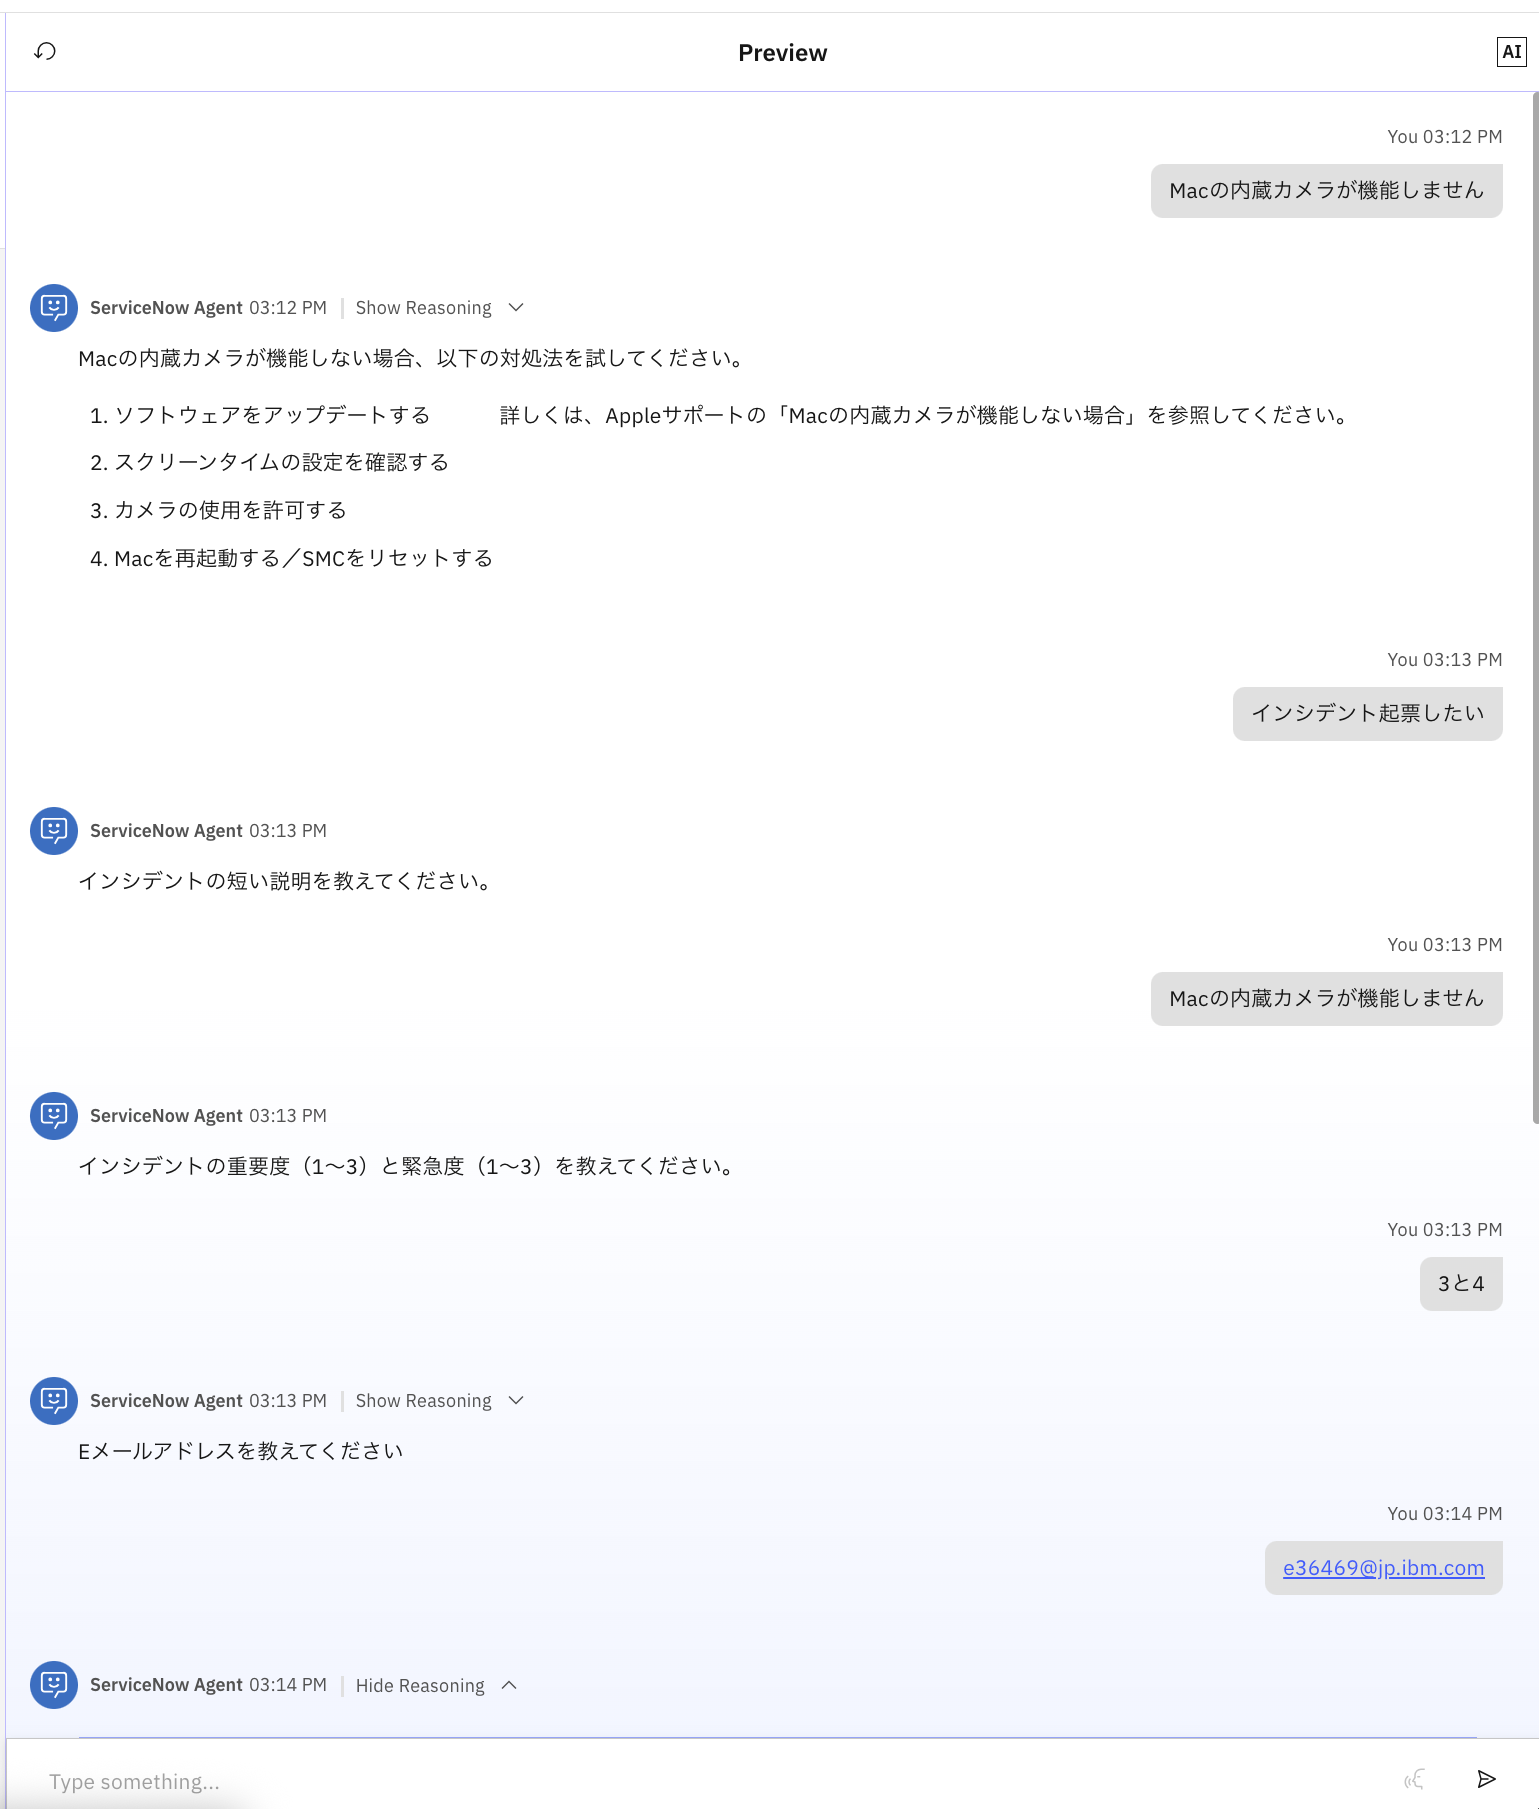 Preview
AI
You 03:12 PM
Macの内蔵カメラが機能しません
ServiceNow Agent 03:12 PM | Show Reasoning
Macの内蔵カメラが機能しない場合、以下の対処法を試してください。
1. ソフトウェアをアップデートする 詳しくは、Appleサポートの「Macの内蔵カメラが機能しない場合」を参照してください。
2. スクリーンタイムの設定を確認する
3. カメラの使用を許可する
4. Macを再起動する／SMCをリセットする
You 03:13 PM
インシデント起票したい
ServiceNow Agent 03:13 PM
インシデントの短い説明を教えてください。
You 03:13 PM
Macの内蔵カメラが機能しません
ServiceNow Agent 03:13 PM
インシデントの重要度（1〜3）と緊急度（1〜3）を教えてください。
You 03:13 PM
3と4
ServiceNow Agent 03:13 PM | Show Reasoning
Eメールアドレスを教えてください
You 03:14 PM
e36469@jp.ibm.com
ServiceNow Agent 03:14 PM | Hide Reasoning
Type something...